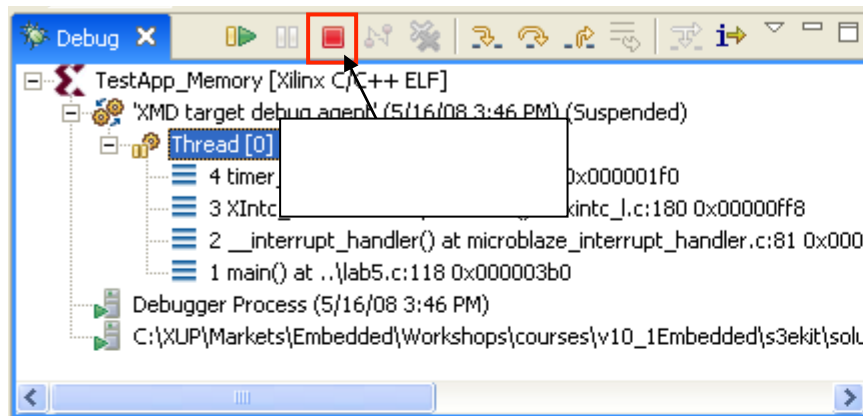 Debug
TestApp_Memory [Xilinx C/C++ ELF]
'XMD target debug agent' (5/16/08 3:46 PM) (Suspended)
Thread [0]
4 timer_ 0x000001f0
3 XIntc_ xintc_l.c:180 0x00000ff8
2 __interrupt_handler() at microblaze_interrupt_handler.c:81 0x000
1 main() at ..\lab5.c:118 0x000003b0
Debugger Process (5/16/08 3:46 PM)
C:\XUP\Markets\Embedded\Workshops\courses\v10_1Embedded\s3ekit\solu